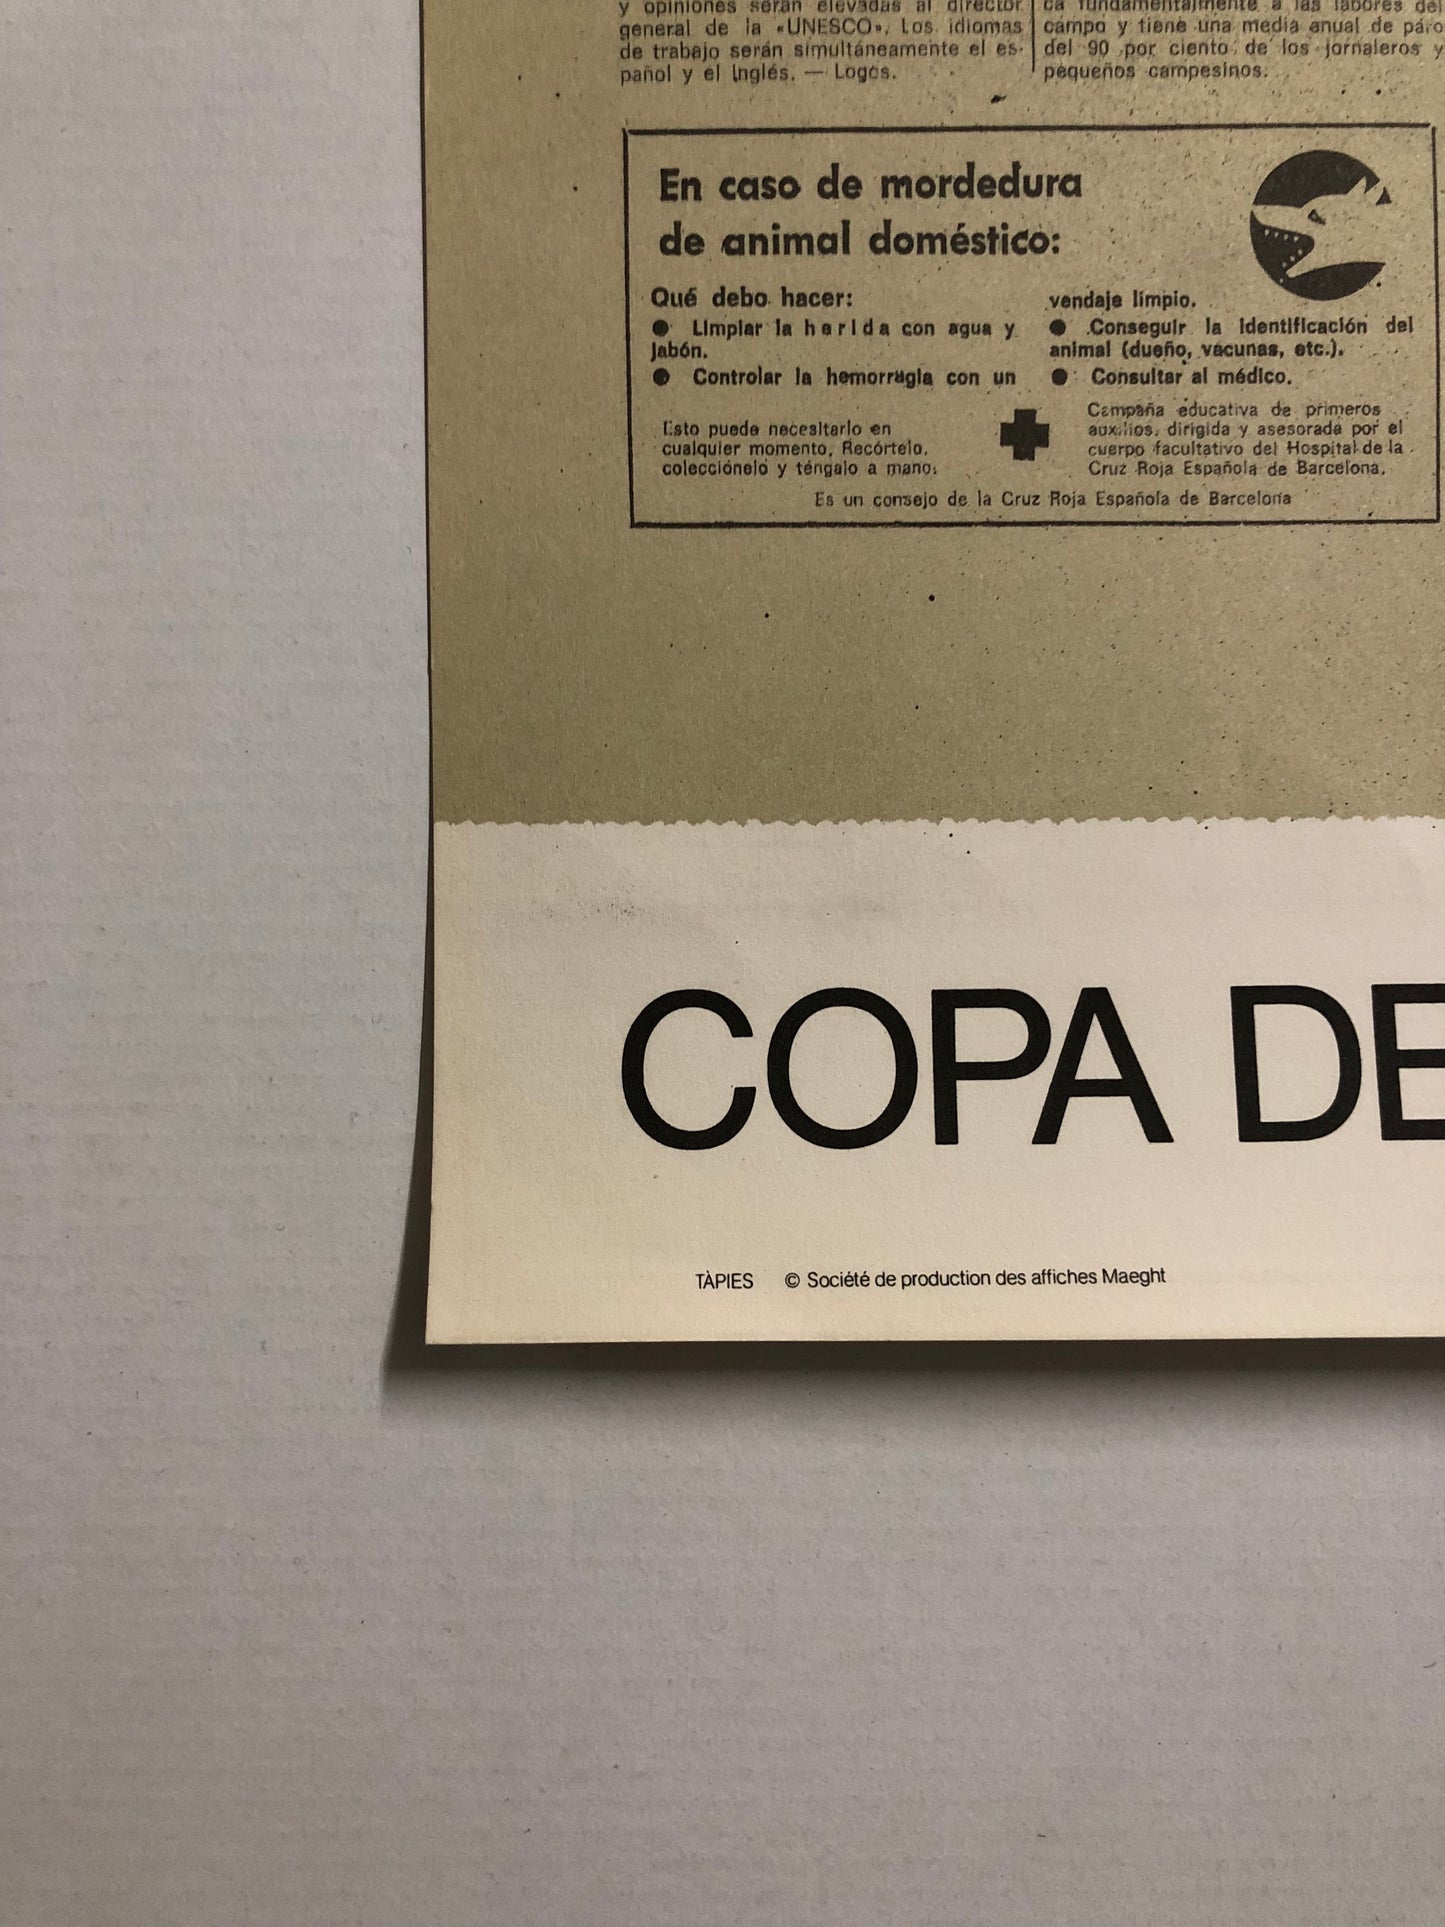 y opiniones serán elevadas al director
general de la «UNESCO». Los idiomas
de trabajo serán simultáneamente el es-
pañol y el inglés. — Logos.
ca fundamentalmente a las labores del
campo y tiene una media anual de paro
del 90 por ciento de los jornaleros y
pequeños campesinos.
En caso de mordedura
de animal doméstico:
Qué debo hacer:
● Limpiar la herida con agua y
jabón.
● Controlar la hemorragia con un
vendaje limpio.
● Conseguir la identificación del
animal (dueño, vacunas, etc.).
● Consultar al médico.
Esto puede necesitarlo en
cualquier momento. Recórtelo,
colecciónelo y téngalo a mano.
Campaña educativa de primeros
auxilios, dirigida y asesorada por el
cuerpo facultativo del Hospital de la
Cruz Roja Española de Barcelona.
Es un consejo de la Cruz Roja Española de Barcelona
COPA DE
TÀPIES © Société de production des affiches Maeght